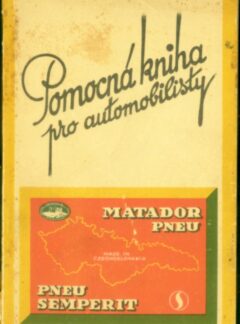 Pomocná kniha
pro automobilisty
MATADOR
PNEU
MADE IN
CZECHOSLOVAKIA
PNEU
SEMPERIT
S